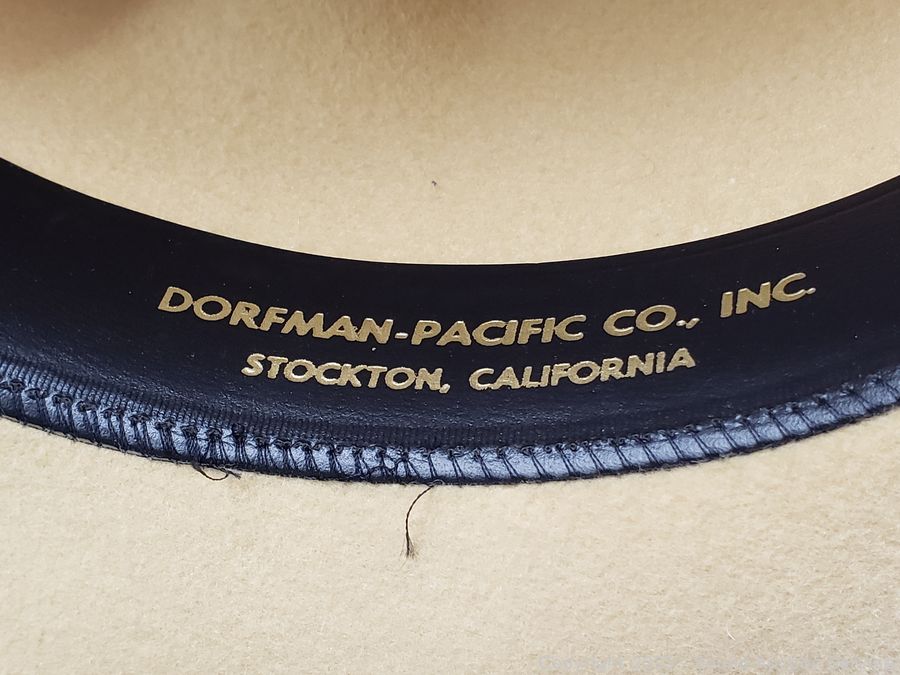 DORFMAN-PACIFIC CO., INC.
STOCKTON, CALIFORNIA